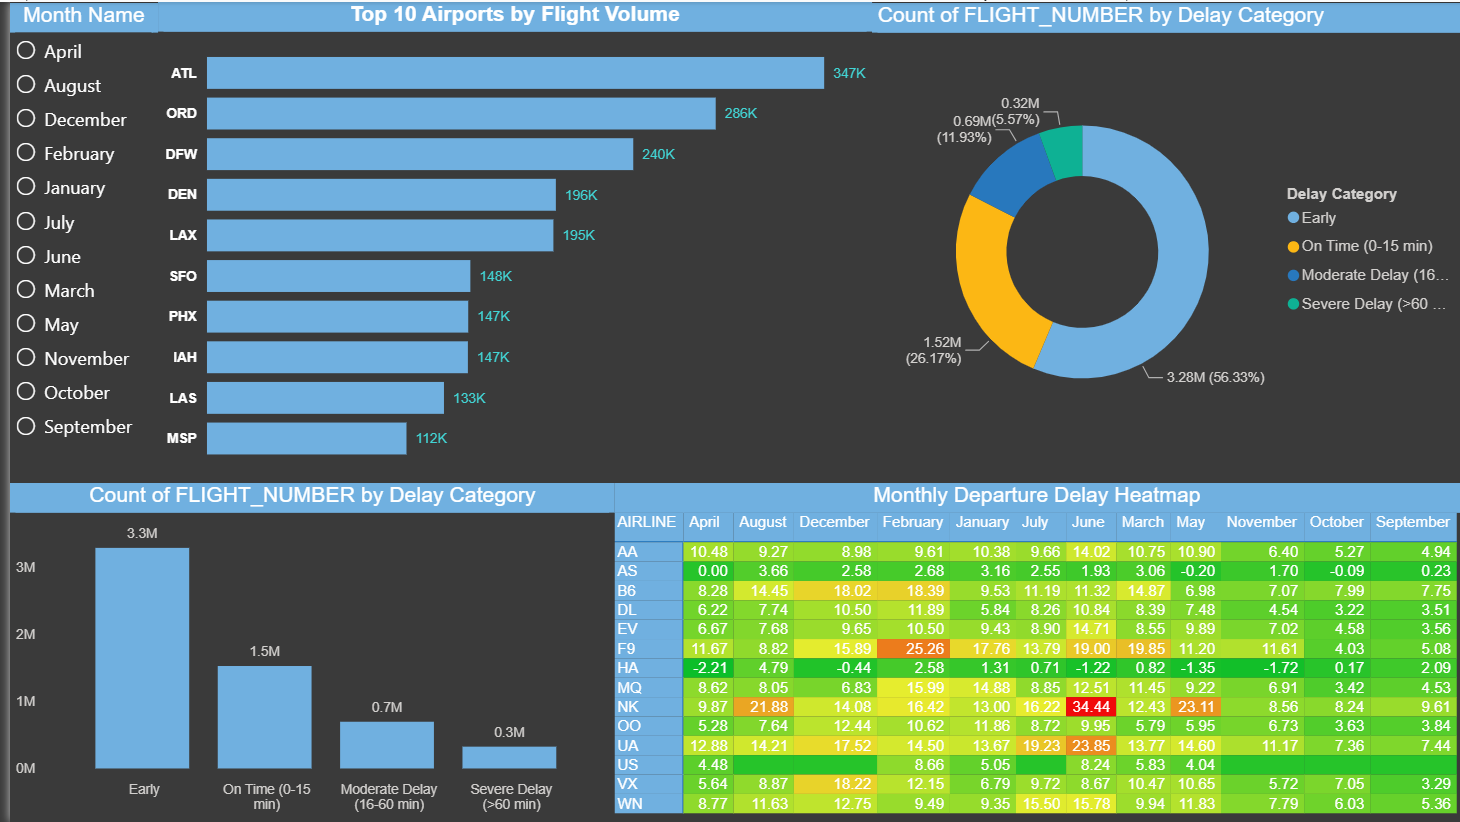 Month Name
April
August
December
February
January
July
June
March
May
November
October
September
Top 10 Airports by Flight Volume
ATL 347K
ORD 286K
DFW 240K
DEN 196K
LAX 195K
SFO 148K
PHX 147K
IAH 147K
LAS 133K
MSP 112K
Count of FLIGHT_NUMBER by Delay Category
0.32M
(5.57%)
0.69M
(11.93%)
1.52M
(26.17%)
3.28M (56.33%)
Delay Category
Early
On Time (0-15 min)
Moderate Delay (16...
Severe Delay (>60 ...
Count of FLIGHT_NUMBER by Delay Category
3M
2M
1M
0M
3.3M
1.5M
0.7M
0.3M
Early
On Time (0-15
min)
Moderate Delay
(16-60 min)
Severe Delay
(>60 min)
Monthly Departure Delay Heatmap
AIRLINE April August December February January July June March May November October September
AA 10.48 9.27 8.98 9.61 10.38 9.66 14.02 10.75 10.90 6.40 5.27 4.94
AS 0.00 3.66 2.58 2.68 3.16 2.55 1.93 3.06 -0.20 1.70 -0.09 0.23
B6 8.28 14.45 18.02 18.39 9.53 11.19 11.32 14.87 6.98 7.07 7.99 7.75
DL 6.22 7.74 10.50 11.89 5.84 8.26 10.84 8.39 7.48 4.54 3.22 3.51
EV 6.67 7.68 9.65 10.50 9.43 8.90 14.71 8.55 9.89 7.02 4.58 3.56
F9 11.67 8.82 15.89 25.26 17.76 13.79 19.00 19.85 11.20 11.61 4.03 5.08
HA -2.21 4.79 -0.44 2.58 1.31 0.71 -1.22 0.82 -1.35 -1.72 0.17 2.09
MQ 8.62 8.05 6.83 15.99 14.88 8.85 12.51 11.45 9.22 6.91 3.42 4.53
NK 9.87 21.88 14.08 16.42 13.00 16.22 34.44 12.43 23.11 8.56 8.24 9.61
OO 5.28 7.64 12.44 10.62 11.86 8.72 9.95 5.79 5.95 6.73 3.63 3.84
UA 12.88 14.21 17.52 14.50 13.67 19.23 23.85 13.77 14.60 11.17 7.36 7.44
US 4.48 8.66 5.05 8.24 5.83 4.04
VX 5.64 8.87 18.22 12.15 6.79 9.72 8.67 10.47 10.65 5.72 7.05 3.29
WN 8.77 11.63 12.75 9.49 9.35 15.50 15.78 9.94 11.83 7.79 6.03 5.36